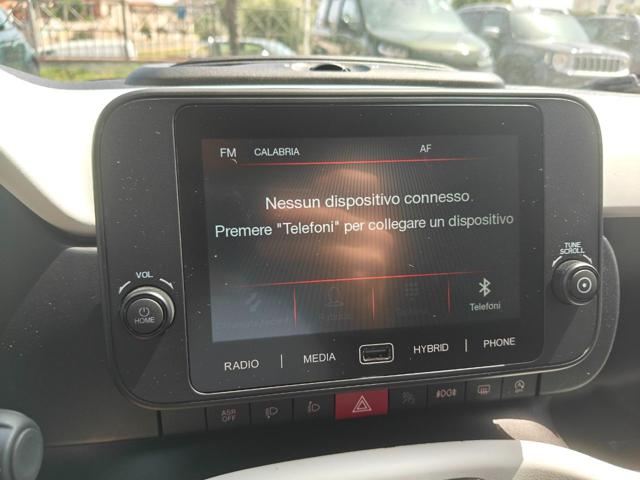 FM CALABRIA AF
Nessun dispositivo connesso.
Premere "Telefoni" per collegare un dispositivo
Telefoni
VOL
HOME
TUNE
SCROLL
RADIO | MEDIA HYBRID | PHONE
ASR
OFF